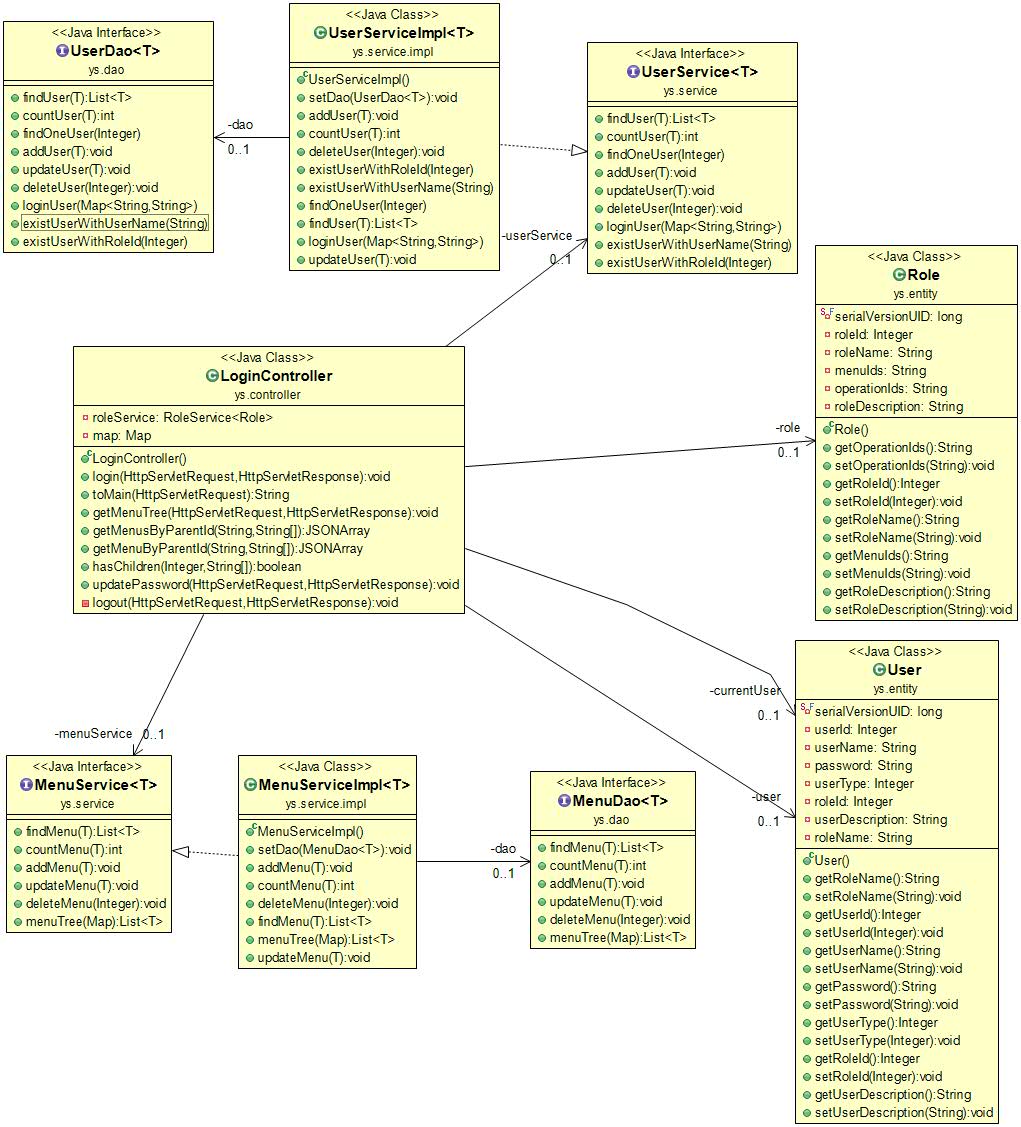 <<Java Interface>>
UserDao<T>
ys.dao
findUser(T):List<T>
countUser(T):int
findOneUser(Integer)
addUser(T):void
updateUser(T):void
deleteUser(Integer):void
loginUser(Map<String,String>)
existUserWithUserName(String)
existUserWithRoleId(Integer)
-dao
0..1
<<Java Class>>
UserServiceImpl<T>
ys.service.impl
UserServiceImpl()
setDao(UserDao<T>):void
addUser(T):void
countUser(T):int
deleteUser(Integer):void
existUserWithRoleId(Integer)
existUserWithUserName(String)
findOneUser(Integer)
findUser(T):List<T>
loginUser(Map<String,String>)
updateUser(T):void
<<Java Interface>>
UserService<T>
ys.service
findUser(T):List<T>
countUser(T):int
findOneUser(Integer)
addUser(T):void
updateUser(T):void
deleteUser(Integer):void
loginUser(Map<String,String>)
existUserWithUserName(String)
existUserWithRoleId(Integer)
-userService
0..1
<<Java Class>>
Role
ys.entity
serialVersionUID: long
roleId: Integer
roleName: String
menuIds: String
operationIds: String
roleDescription: String
Role()
getOperationIds():String
setOperationIds(String):void
getRoleId():Integer
setRoleId(Integer):void
getRoleName():String
setRoleName(String):void
getMenuIds():String
setMenuIds(String):void
getRoleDescription():String
setRoleDescription(String):void
<<Java Class>>
LoginController
ys.controller
roleService: RoleService<Role>
map: Map
LoginController()
login(HttpServletRequest,HttpServletResponse):void
toMain(HttpServletRequest):String
getMenuTree(HttpServletRequest,HttpServletResponse):void
getMenusByParentId(String,String[]):JSONArray
getMenuByParentId(String,String[]):JSONArray
hasChildren(Integer,String[]):boolean
updatePassword(HttpServletRequest,HttpServletResponse):void
logout(HttpServletRequest,HttpServletResponse):void
-role
0..1
-currentUser
0..1
-user
0..1
-menuService
0..1
<<Java Class>>
User
ys.entity
serialVersionUID: long
userId: Integer
userName: String
password: String
userType: Integer
roleId: Integer
userDescription: String
roleName: String
User()
getRoleName():String
setRoleName(String):void
getUserId():Integer
setUserId(Integer):void
getUserName():String
setUserName(String):void
getPassword():String
setPassword(String):void
getUserType():Integer
setUserType(Integer):void
getRoleId():Integer
setRoleId(Integer):void
getUserDescription():String
setUserDescription(String):void
<<Java Interface>>
MenuService<T>
ys.service
findMenu(T):List<T>
countMenu(T):int
addMenu(T):void
updateMenu(T):void
deleteMenu(Integer):void
menuTree(Map):List<T>
<<Java Class>>
MenuServiceImpl<T>
ys.service.impl
MenuServiceImpl()
setDao(MenuDao<T>):void
addMenu(T):void
countMenu(T):int
deleteMenu(Integer):void
findMenu(T):List<T>
menuTree(Map):List<T>
updateMenu(T):void
-dao
0..1
<<Java Interface>>
MenuDao<T>
ys.dao
findMenu(T):List<T>
countMenu(T):int
addMenu(T):void
updateMenu(T):void
deleteMenu(Integer):void
menuTree(Map):List<T>